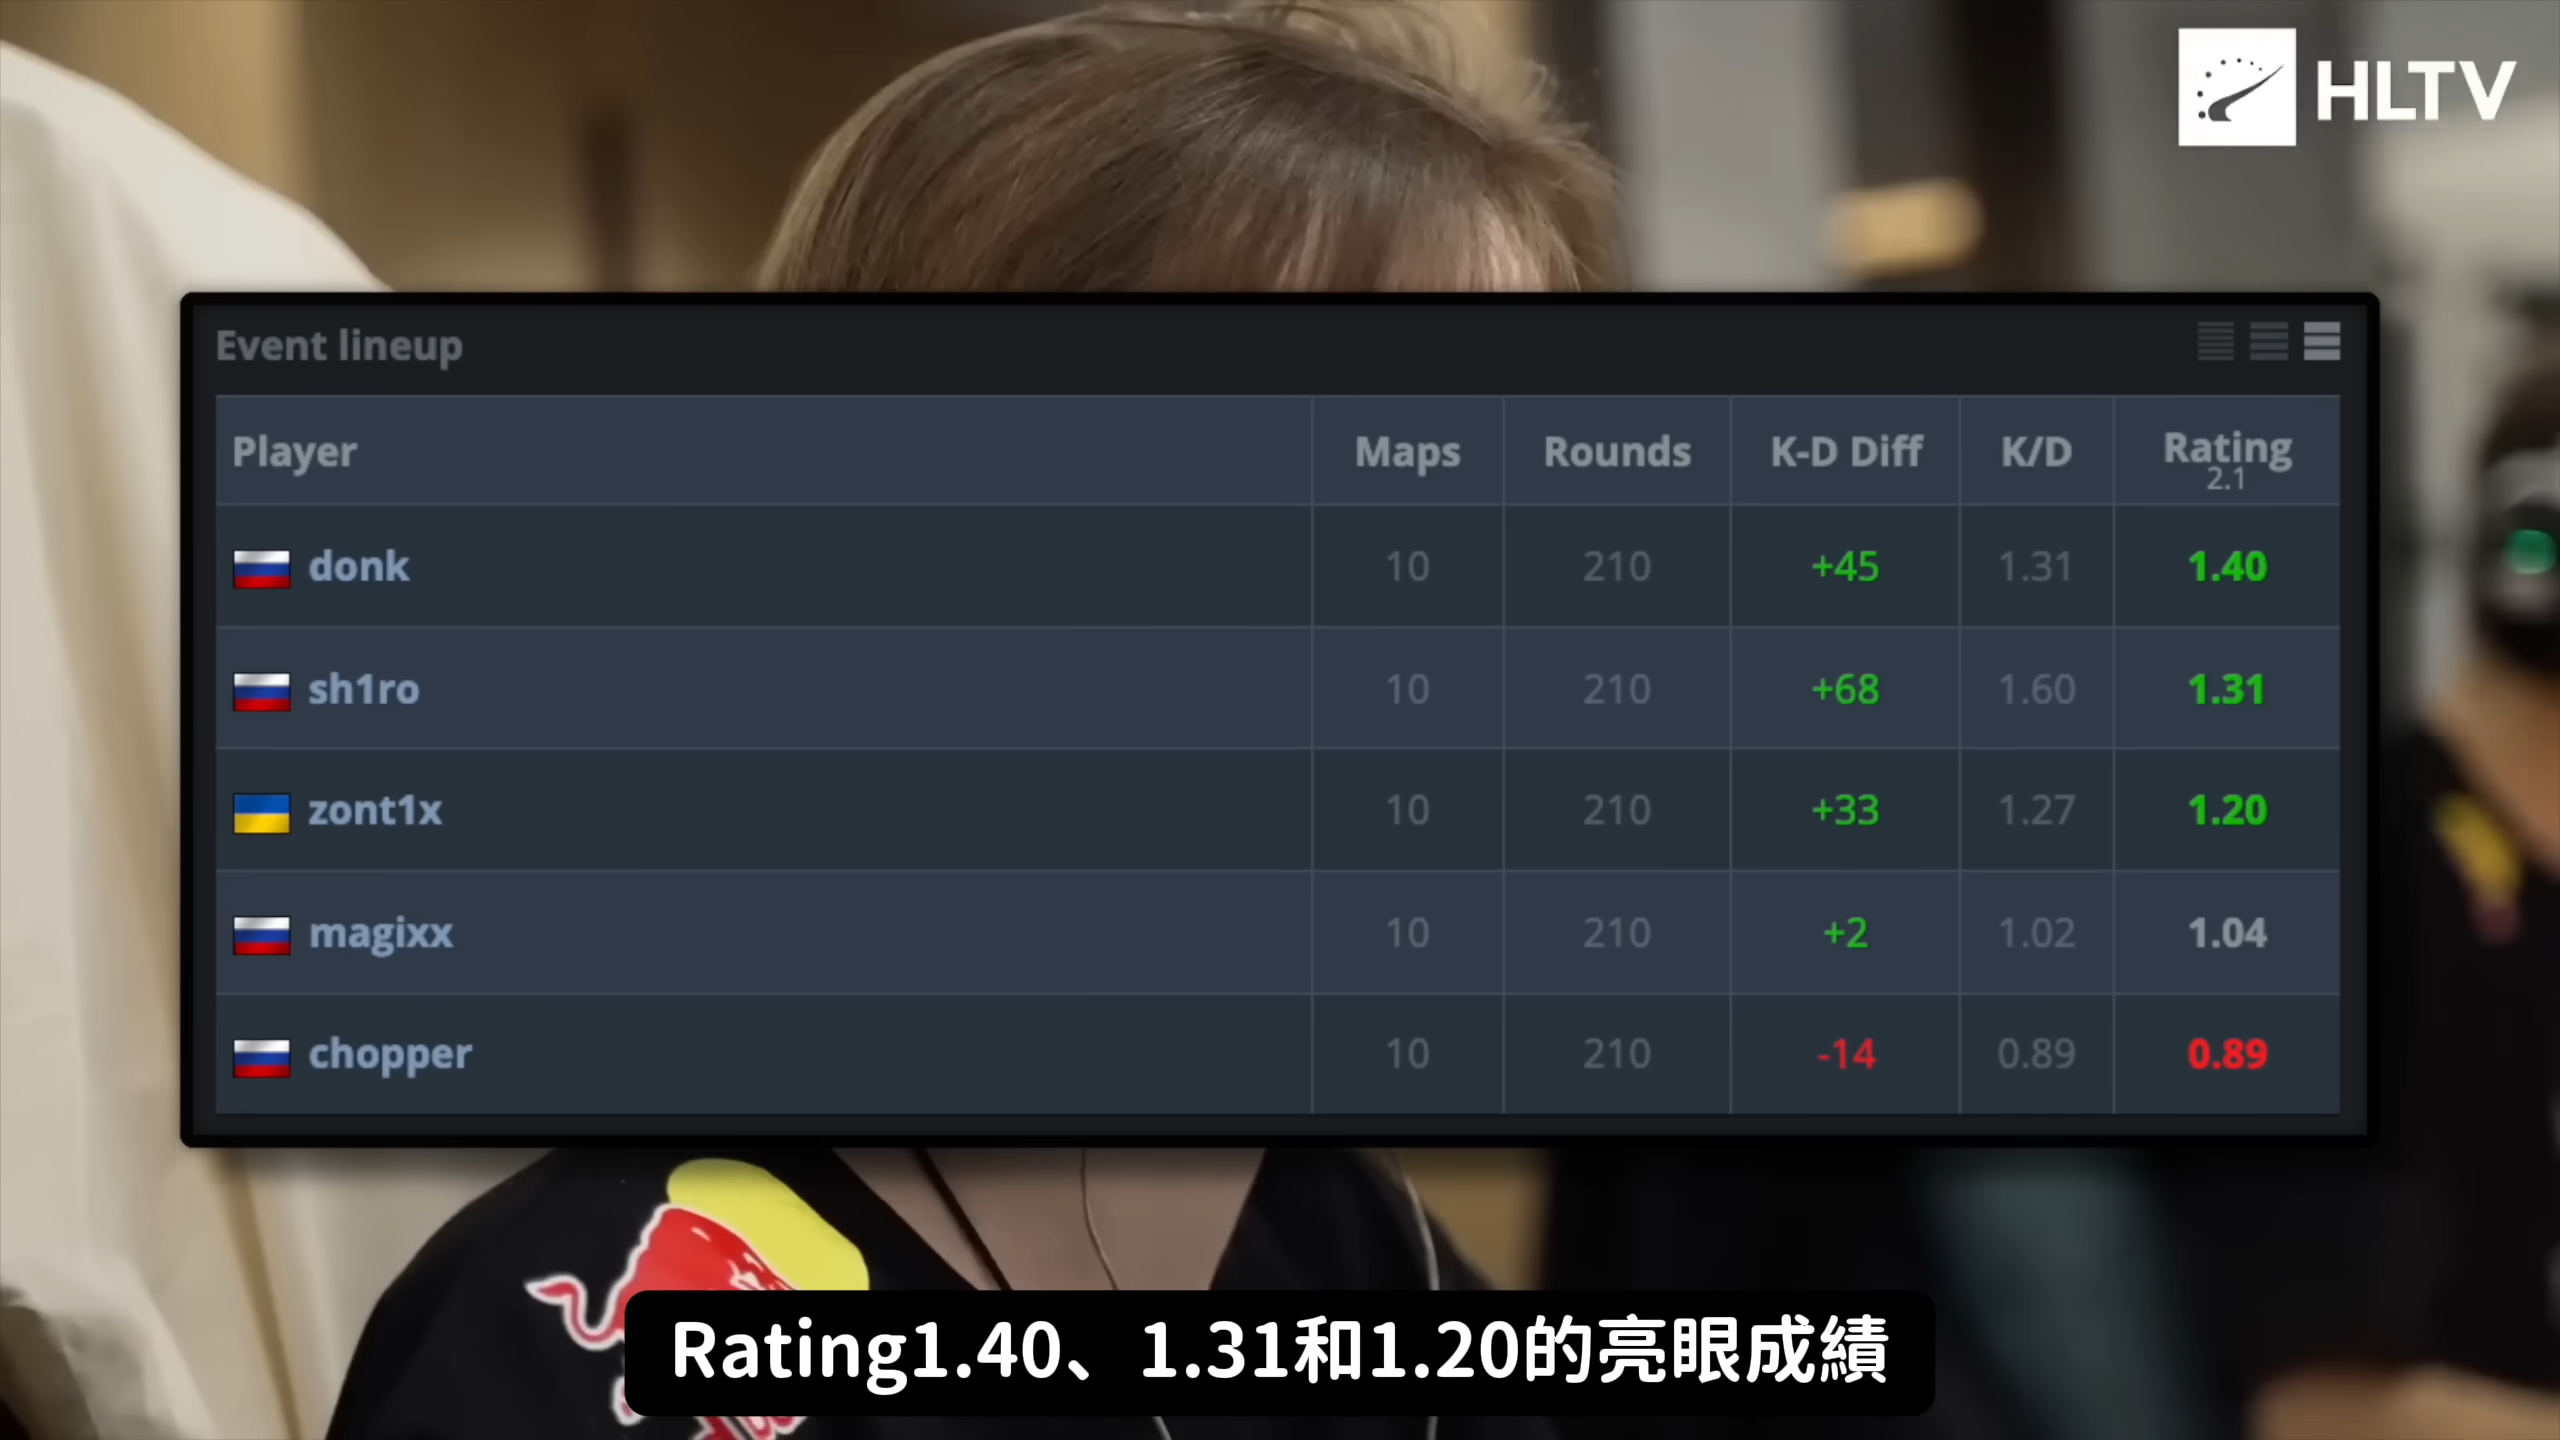 HLTV
Event lineup
Player Maps Rounds K-D Diff K/D Rating 2.1
donk 10 210 +45 1.31 1.40
sh1ro 10 210 +68 1.60 1.31
zont1x 10 210 +33 1.27 1.20
magixx 10 210 +2 1.02 1.04
chopper 10 210 -14 0.89 0.89
Rating1.40、1.31和1.20的亮眼成績